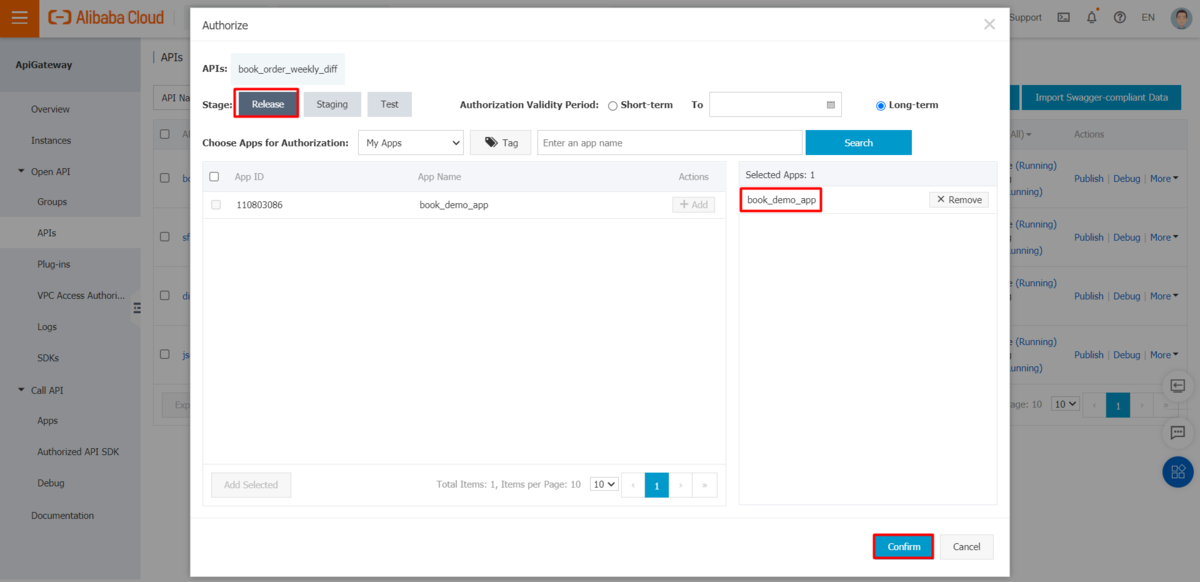 Alibaba Cloud
Support
EN
Authorize
ApiGateway
Overview
Instances
Open API
Groups
APIs
Plug-ins
VPC Access Authori...
Logs
SDKs
Call API
Apps
Authorized API SDK
Debug
Documentation
APIs
API Na
APIs: book_order_weekly_diff
Stage: Release Staging Test Authorization Validity Period: Short-term To Long-term
Choose Apps for Authorization: My Apps Tag Enter an app name Search
App ID App Name Actions
110803086 book_demo_app + Add
Selected Apps: 1
book_demo_app × Remove
Add Selected Total Items: 1, Items per Page: 10 10 ‹ 1 › »
Confirm Cancel
Import Swagger-compliant Data
All) Actions
e (Running) Publish | Debug | More
unning)
e (Running)
Publish | Debug | More
unning)
e (Running)
Publish | Debug | More
e (Running)
Publish | Debug | More
unning)
age: 10 10 ‹ 1 › »